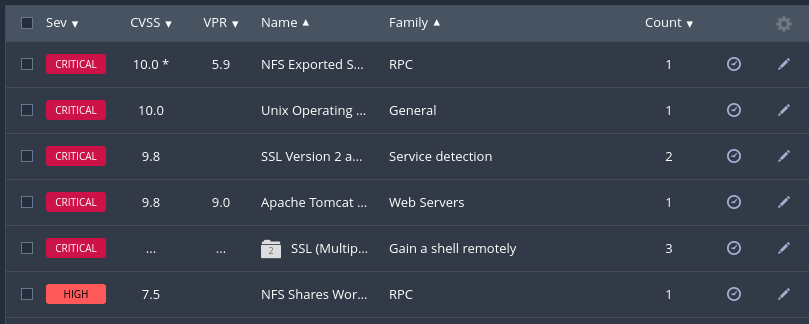 Sev ▼ CVSS ▼ VPR ▼ Name ▲ Family ▲ Count ▼
CRITICAL 10.0 * 5.9 NFS Exported S... RPC 1
CRITICAL 10.0 Unix Operating ... General 1
CRITICAL 9.8 SSL Version 2 a... Service detection 2
CRITICAL 9.8 9.0 Apache Tomcat ... Web Servers 1
CRITICAL ... ... 2 SSL (Multip... Gain a shell remotely 3
HIGH 7.5 NFS Shares Wor... RPC 1